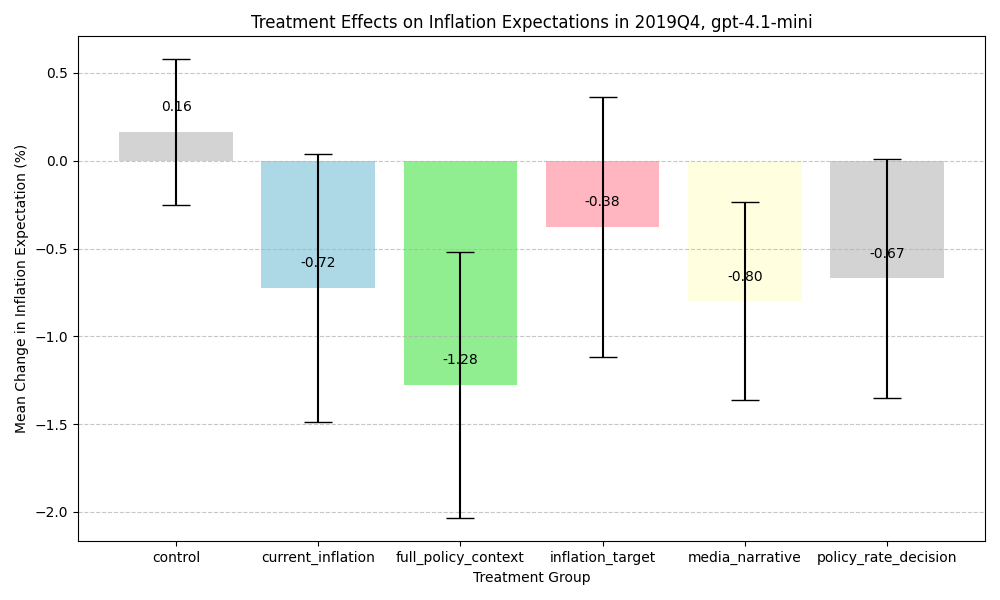 Treatment Effects on Inflation Expectations in 2019Q4, gpt-4.1-mini
Mean Change in Inflation Expectation (%)
0.5
0.0
−0.5
−1.0
−1.5
−2.0
0.16
-0.72
-1.28
-0.38
-0.80
-0.67
control
current_inflation
full_policy_context
inflation_target
media_narrative
policy_rate_decision
Treatment Group